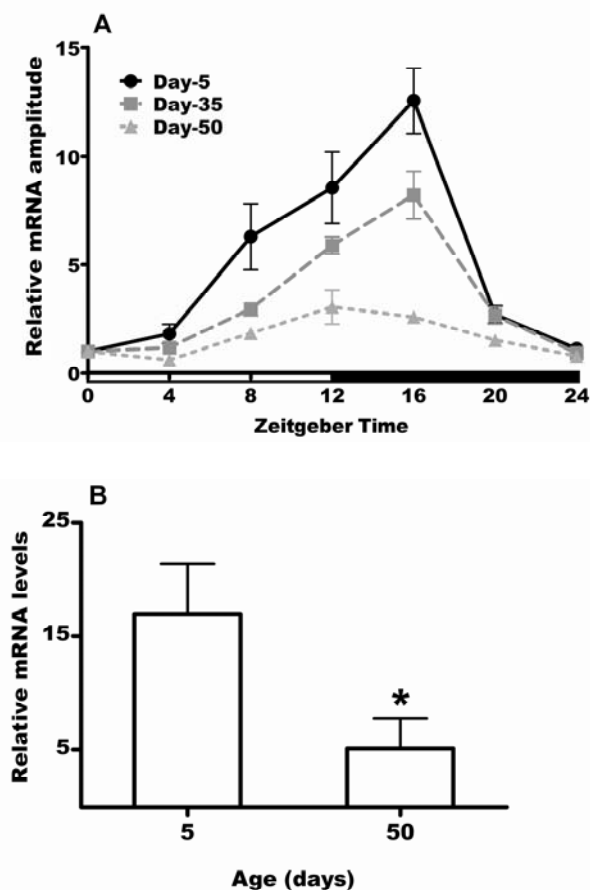 A
15
10
5
0
Relative mRNA amplitude
Day-5
Day-35
Day-50
0 4 8 12 16 20 24
Zeitgeber Time
B
25
15
5
Relative mRNA levels
*
5 50
Age (days)